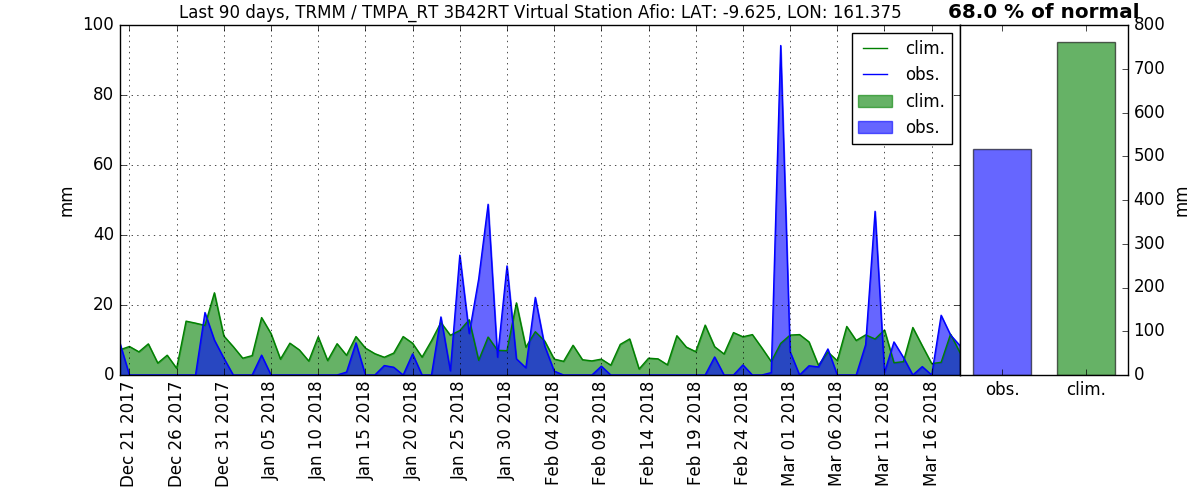 Last 90 days, TRMM / TMPA_RT 3B42RT Virtual Station Afio: LAT: -9.625, LON: 161.375
68.0 % of normal
100
80
60
40
20
0
mm
clim.
obs.
clim.
obs.
800
700
600
500
400
300
200
100
0
mm
obs.
clim.
Dec 21 2017
Dec 26 2017
Dec 31 2017
Jan 05 2018
Jan 10 2018
Jan 15 2018
Jan 20 2018
Jan 25 2018
Jan 30 2018
Feb 04 2018
Feb 09 2018
Feb 14 2018
Feb 19 2018
Feb 24 2018
Mar 01 2018
Mar 06 2018
Mar 11 2018
Mar 16 2018